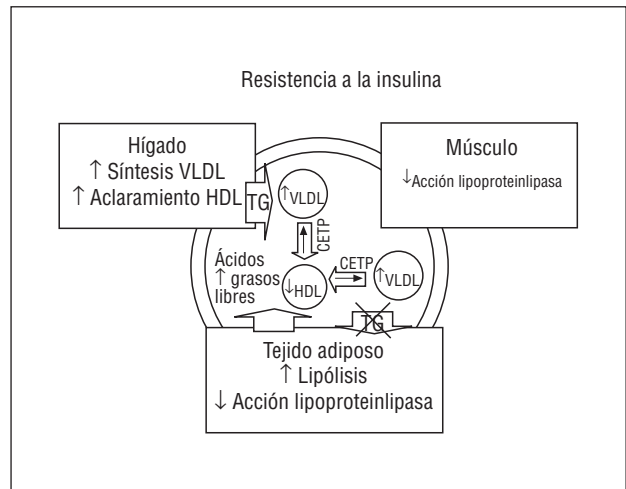 Resistencia a la insulina
Hígado
↑ Síntesis VLDL
↑ Aclaramiento HDL
Músculo
↓Acción lipoproteinlipasa
TG
↑VLDL
CETP
Ácidos
↑ grasos
libres
↓HDL
CETP
↑VLDL
TG
Tejido adiposo
↑ Lipólisis
↓ Acción lipoproteinlipasa